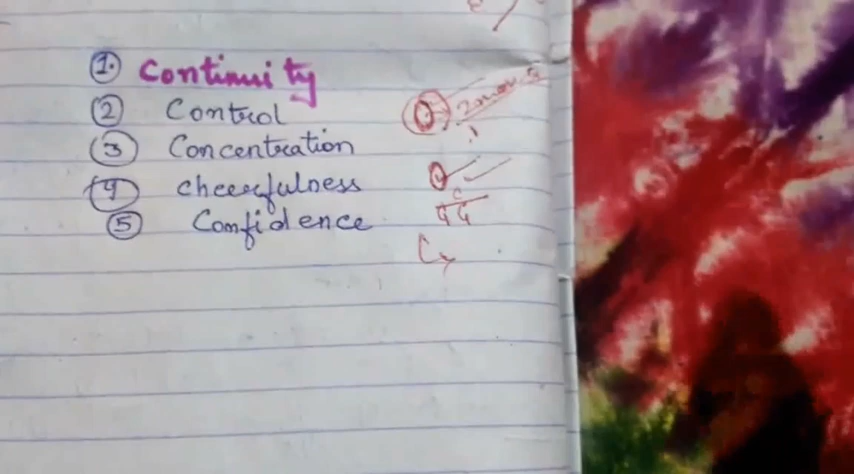 1. Continuity
2 Control
3 Concentration
4 cheerfulness
5 Confidence